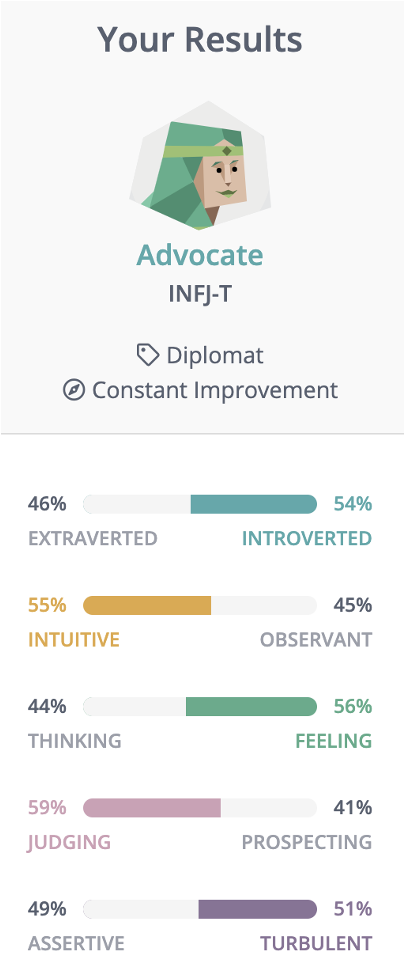 Your Results
Advocate
INFJ-T
Diplomat
Constant Improvement
46% 54%
EXTRAVERTED INTROVERTED
55% 45%
INTUITIVE OBSERVANT
44% 56%
THINKING FEELING
59% 41%
JUDGING PROSPECTING
49% 51%
ASSERTIVE TURBULENT